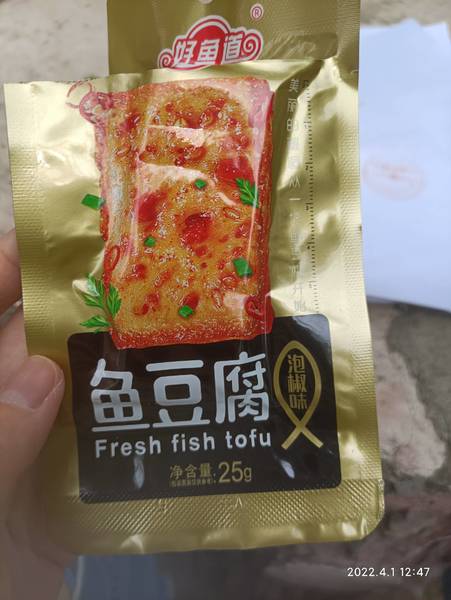 好鱼道®
鱼豆腐
泡椒味
Fresh fish tofu
净含量:25g
2022.4.1 12:47